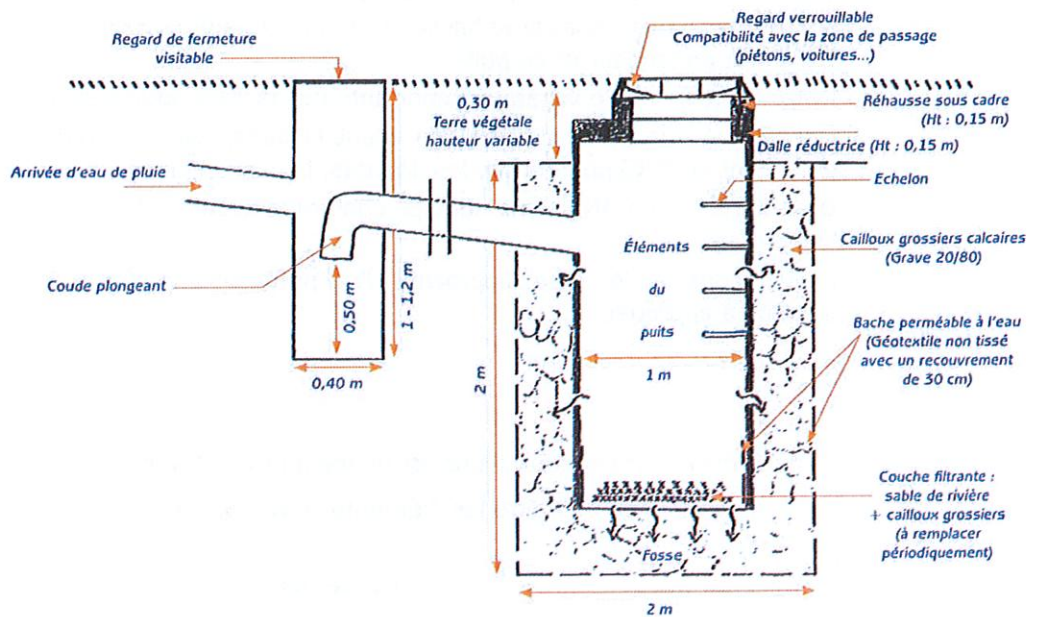 Regard verrouillable
Compatibilité avec la zone de passage
(piétons, voitures...)
Regard de fermeture
visitable
0,30 m
Terre végétale
hauteur variable
Réhausse sous cadre
(Ht : 0,15 m)
Dalle réductrice (Ht : 0,15 m)
Arrivée d'eau de pluie
Echelon
Éléments
du
puits
Cailloux grossiers calcaires
(Grave 20/80)
Coude plongeant
0,50 m
1 - 1,2 m
0,40 m
2 m
1 m
Bache perméable à l'eau
(Géotextile non tissé
avec un recouvrement
de 30 cm)
Couche filtrante :
sable de rivière
+ cailloux grossiers
(à remplacer
périodiquement)
Fosse
2 m